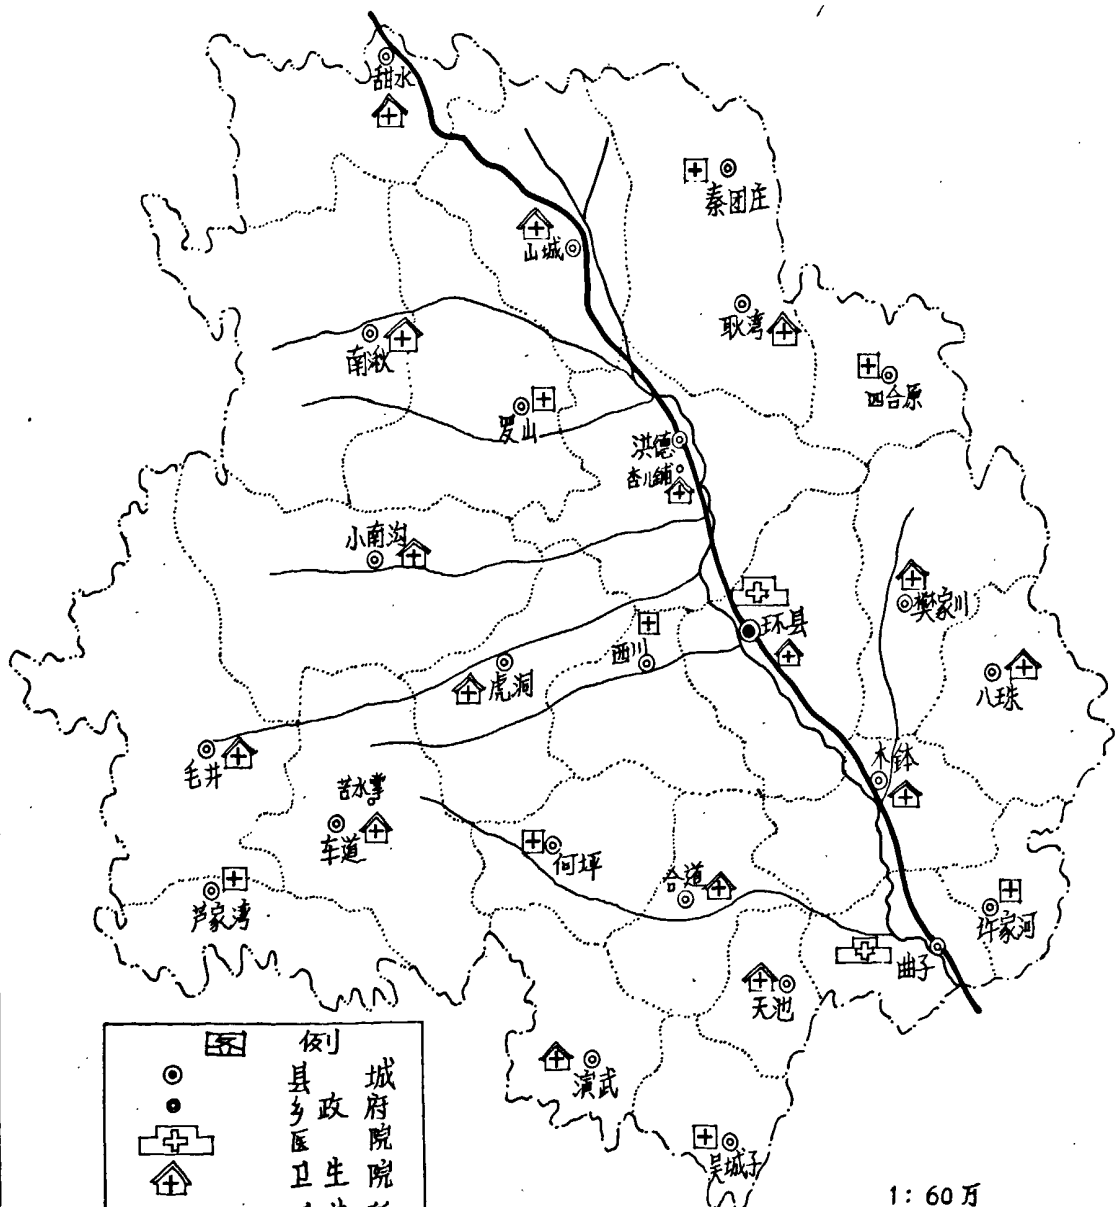 甜水
秦团庄
山城
耿湾
南湫
四合原
罗山
洪德
杏儿铺
小南沟
樊家川
环县
西川
虎洞
八珠
毛井
木钵
苦水掌
车道
何坪
合道
芦家湾
许家河
曲子
天池
演武
吴城子
图 例
县 城
乡政府
医 院
卫生院
1：60万